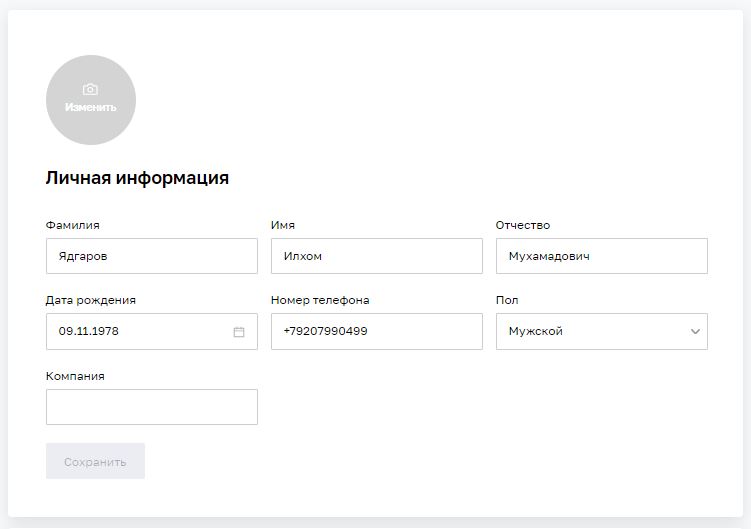 Изменить
Личная информация
Фамилия Имя Отчество
Ядгаров Илхом Мухамадович
Дата рождения Номер телефона Пол
09.11.1978 +79207990499 Мужской
Компания
Сохранить